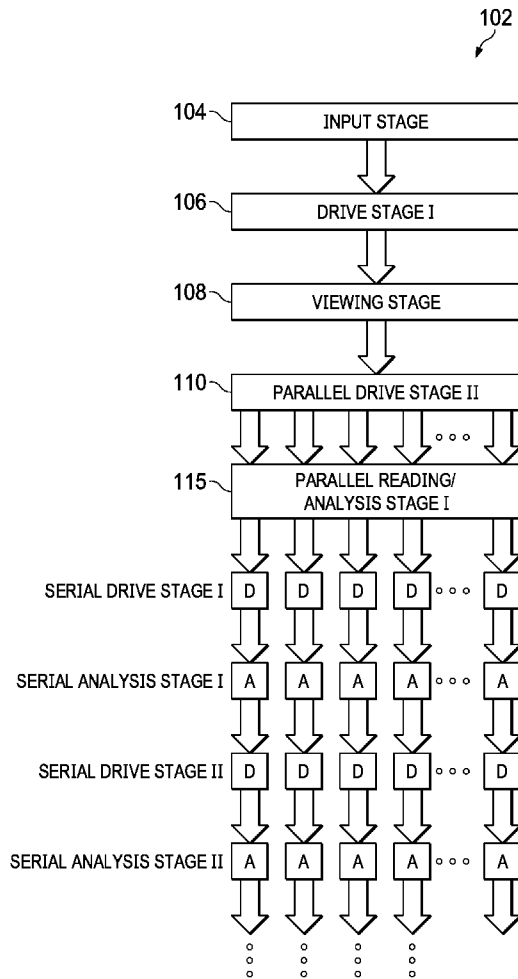 102
104
INPUT STAGE
106
DRIVE STAGE I
108
VIEWING STAGE
110
PARALLEL DRIVE STAGE II
115
PARALLEL READING/
ANALYSIS STAGE I
SERIAL DRIVE STAGE I D D D D D
SERIAL ANALYSIS STAGE I A A A A A
SERIAL DRIVE STAGE II D D D D D
SERIAL ANALYSIS STAGE II A A A A A